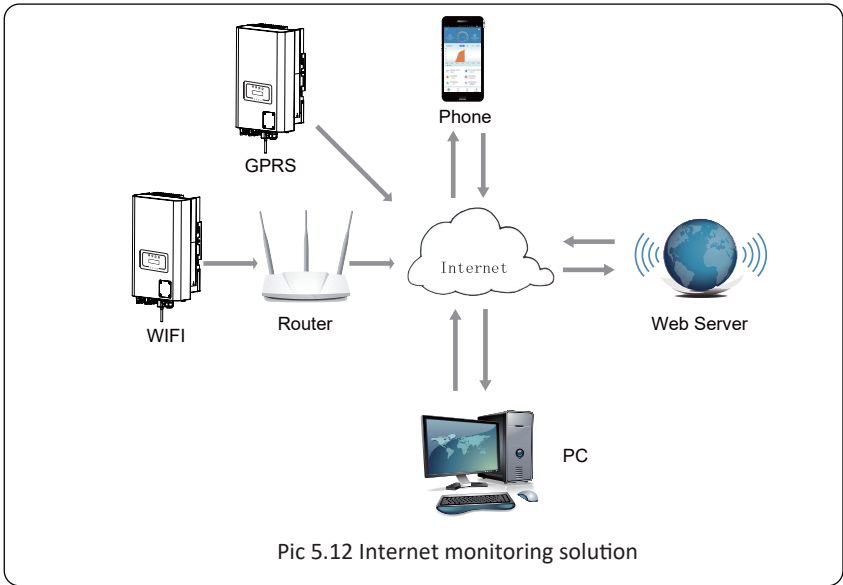 Phone
GPRS
Internet
WIFI
Router
Web Server
PC
Pic 5.12 Internet monitoring solution